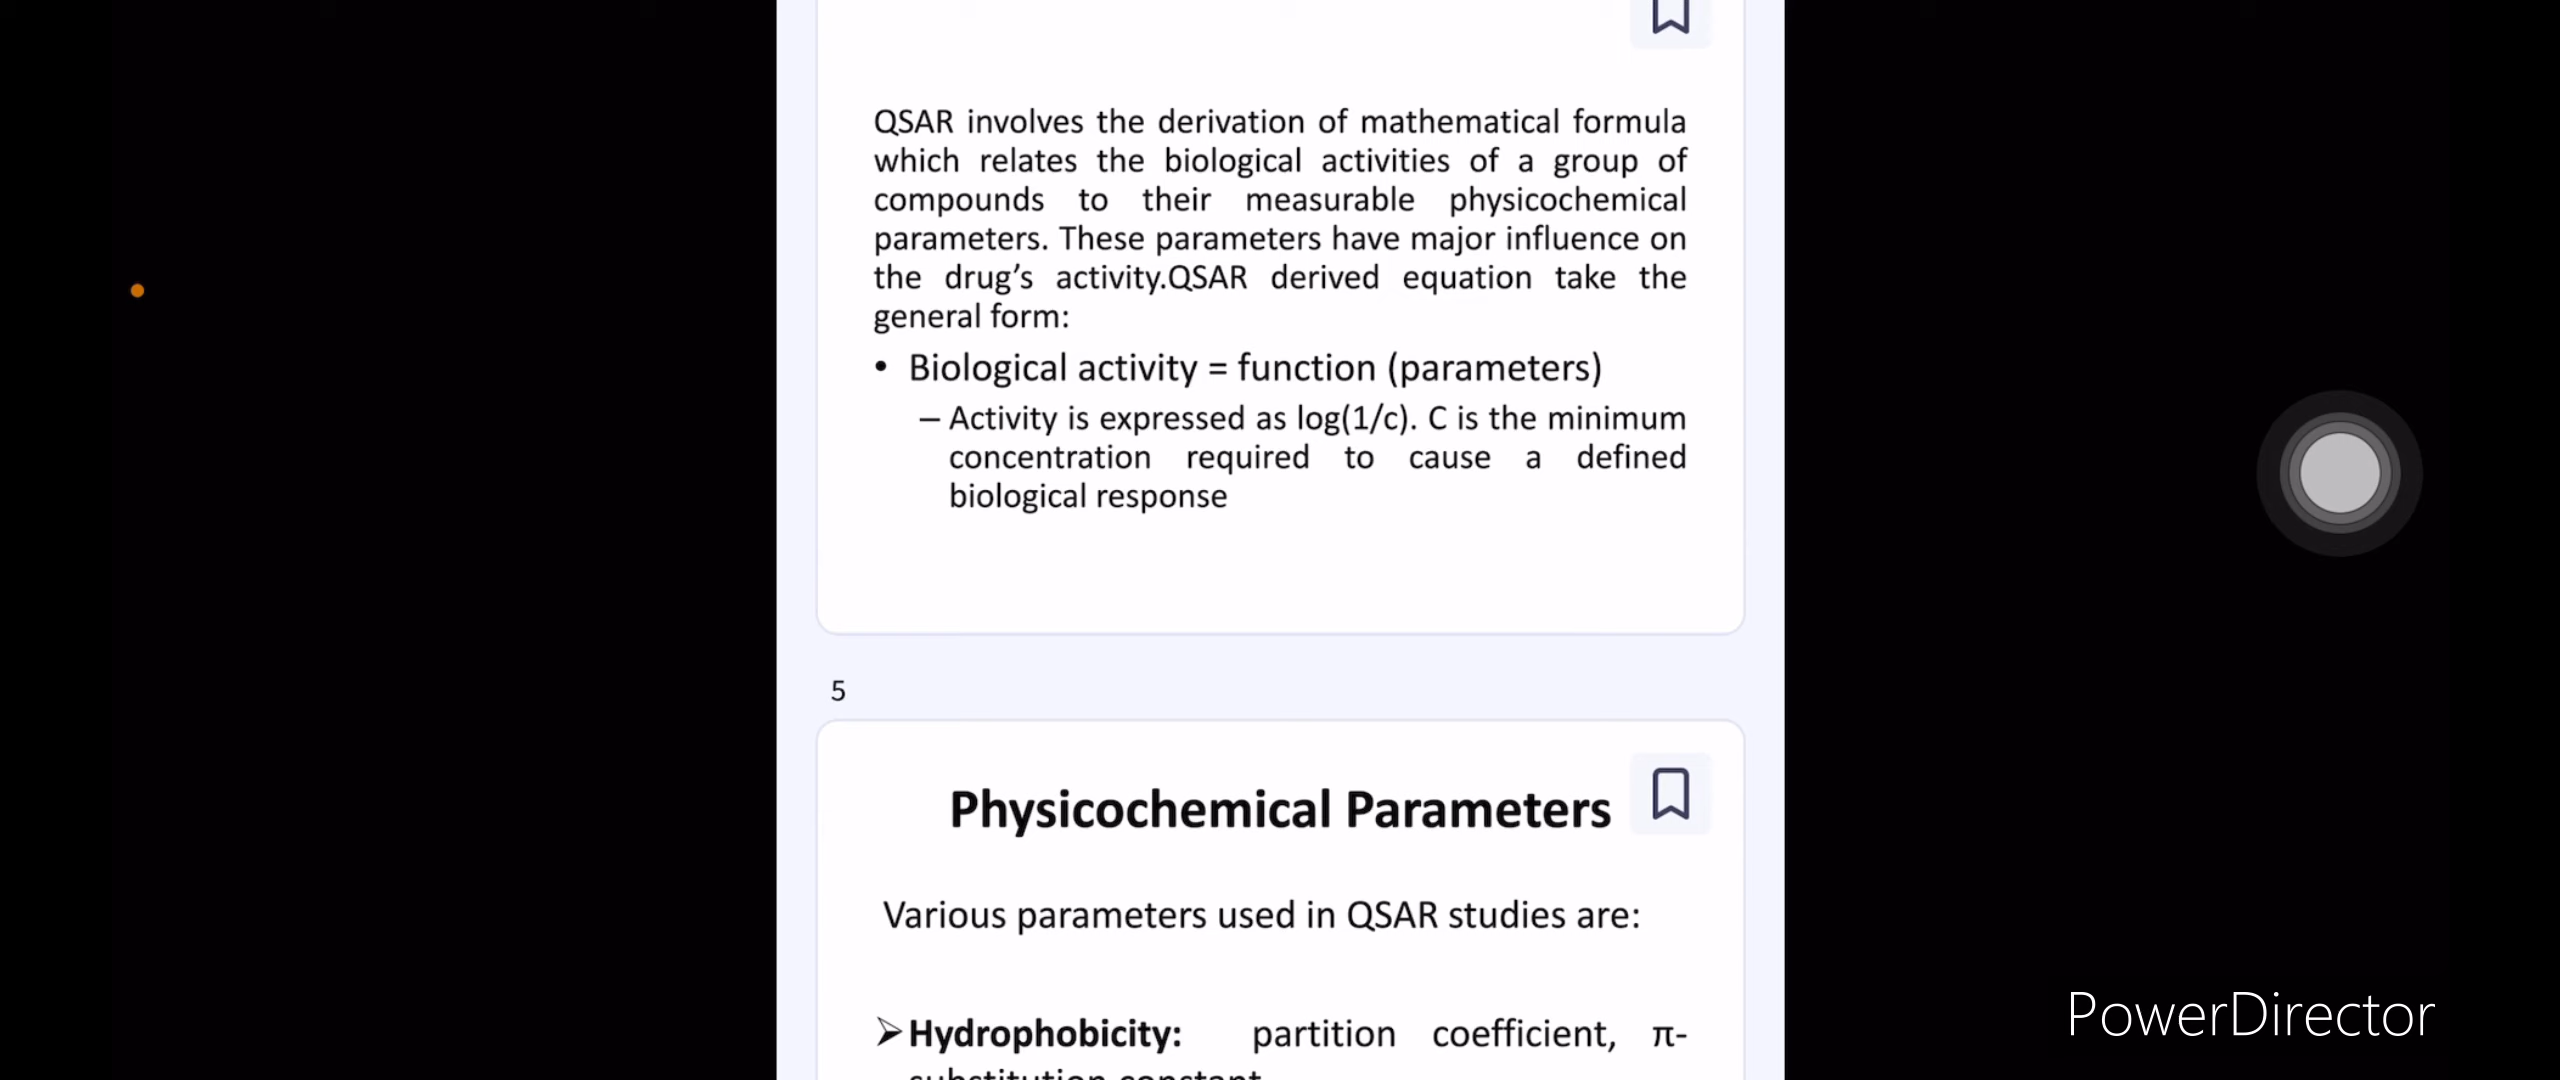 QSAR involves the derivation of mathematical formula
which relates the biological activities of a group of
compounds to their measurable physicochemical
parameters. These parameters have major influence on
the drug’s activity.QSAR derived equation take the
general form:
• Biological activity = function (parameters)
– Activity is expressed as log(1/c). C is the minimum
concentration required to cause a defined
biological response
5
Physicochemical Parameters
Various parameters used in QSAR studies are:
➢Hydrophobicity: partition coefficient, π-
substitution constant
PowerDirector